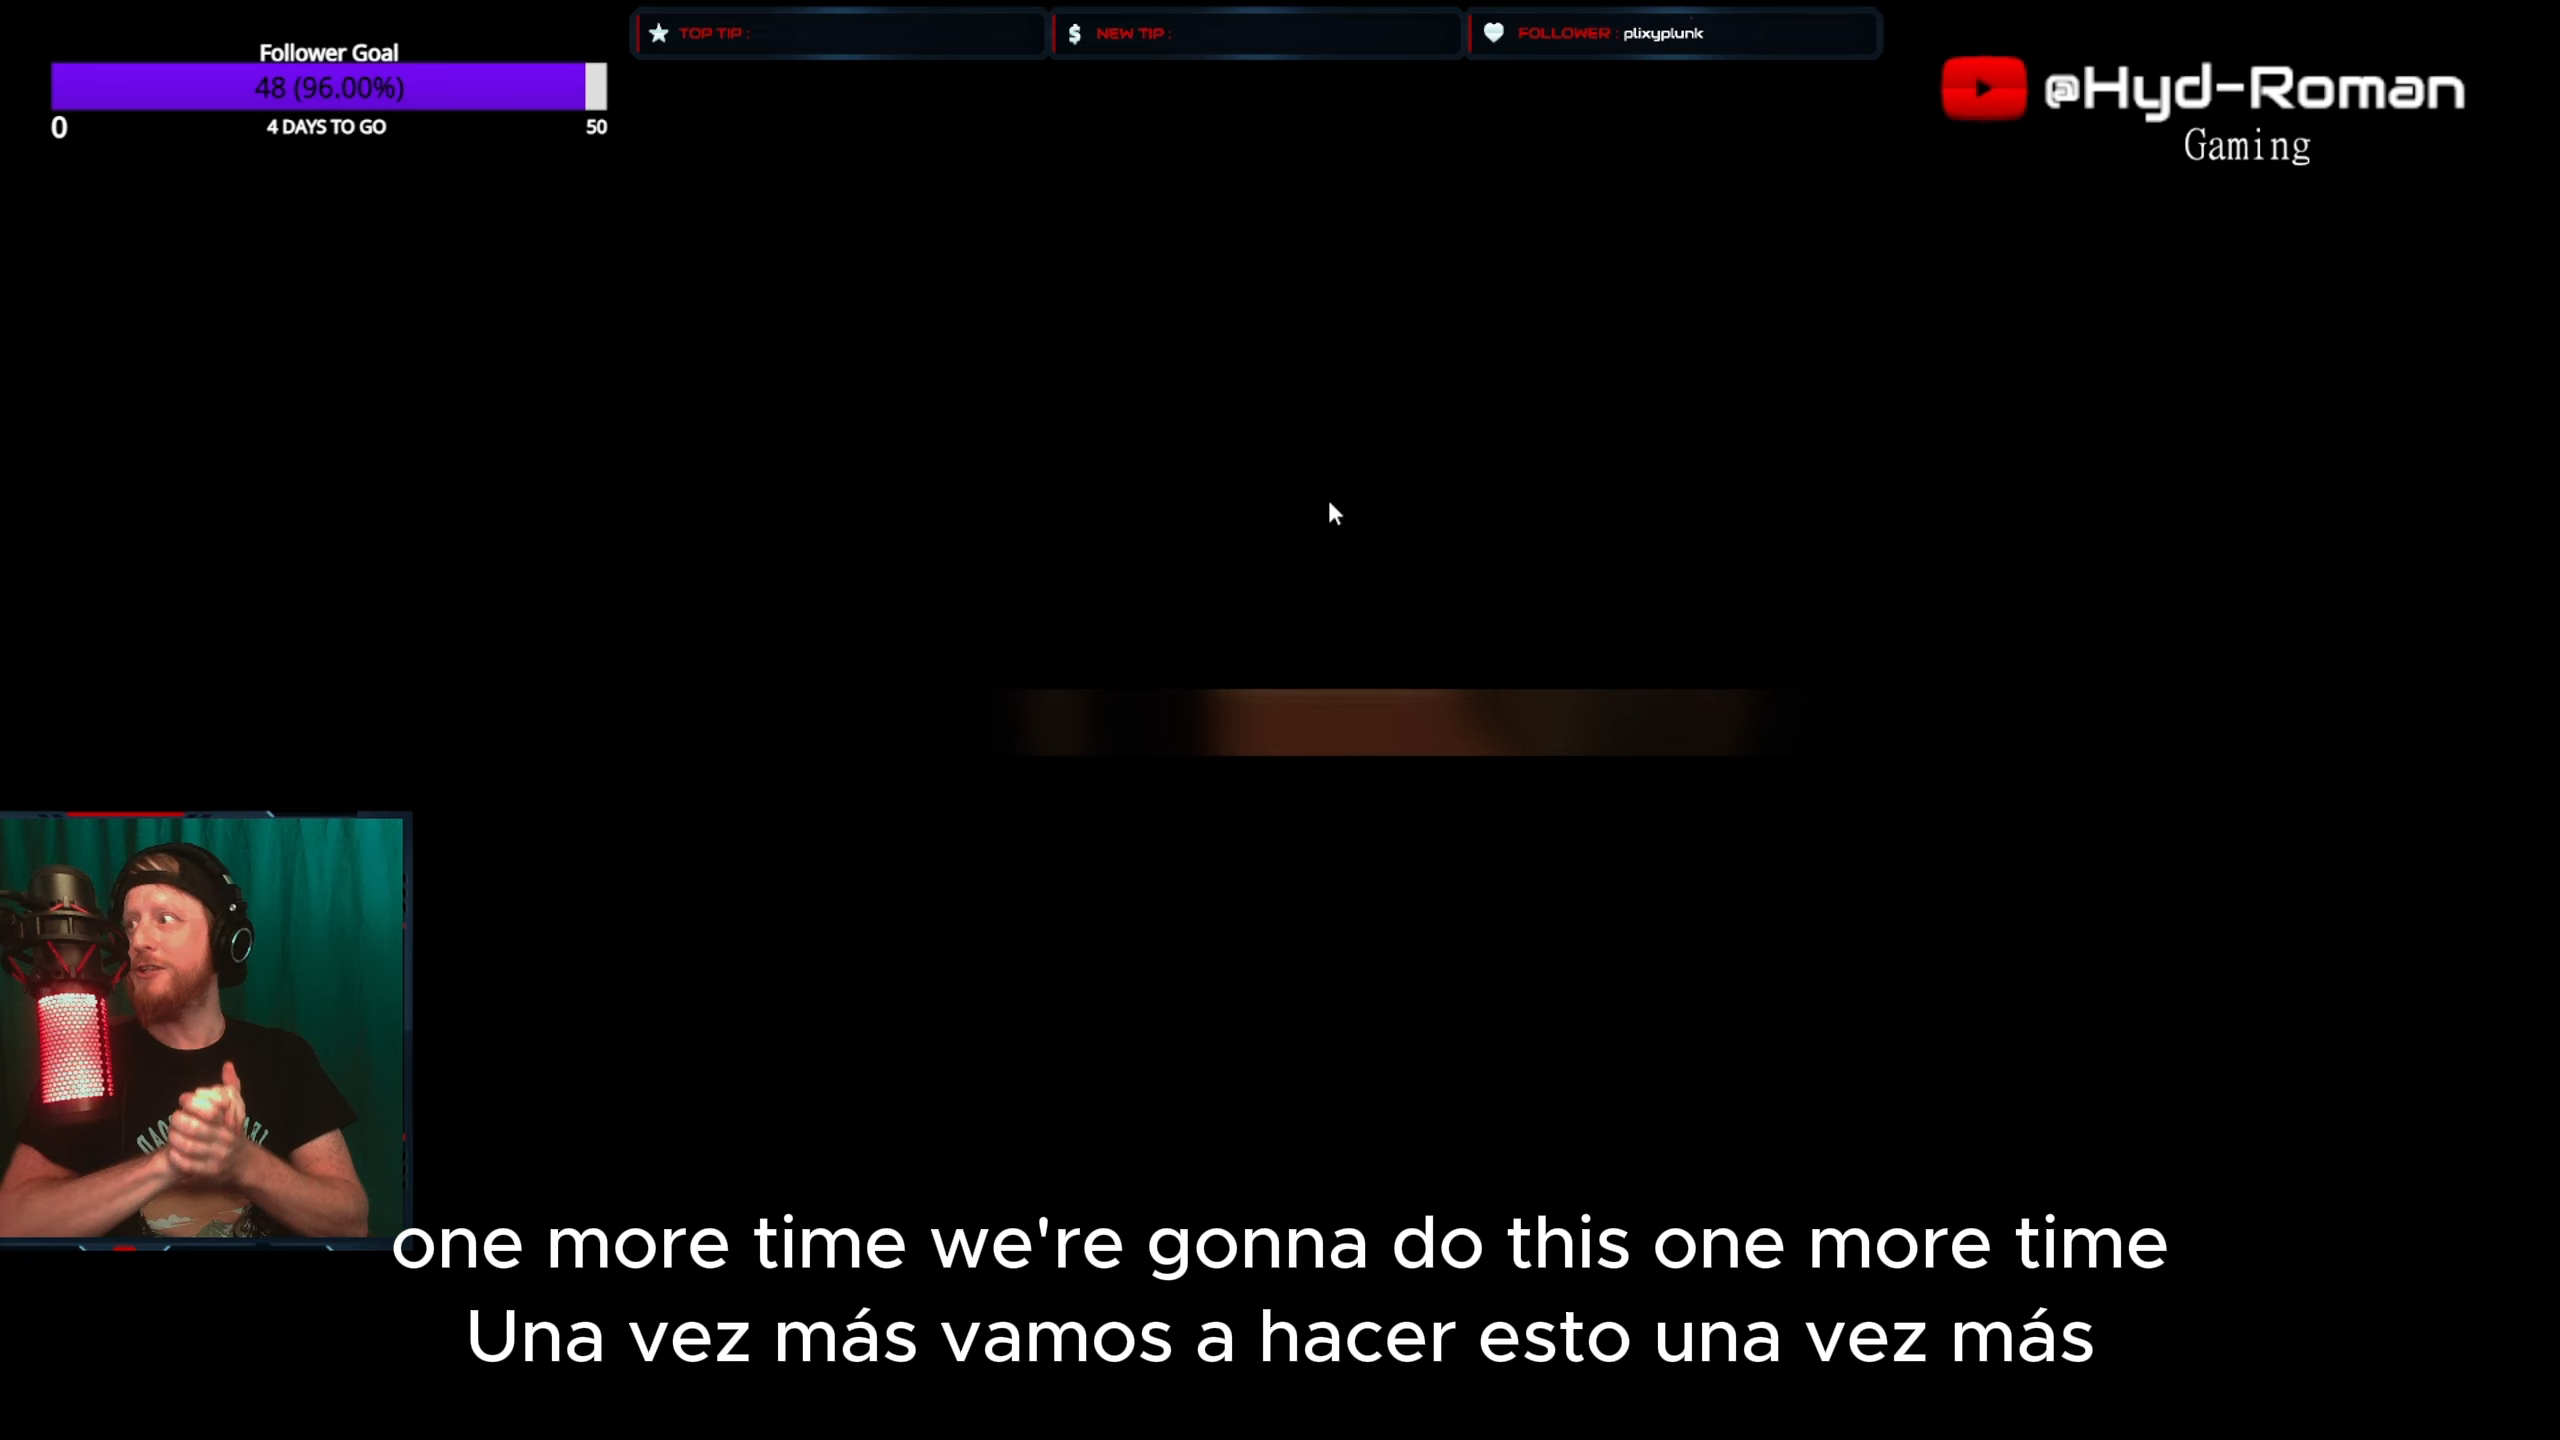 Follower Goal
48 (96.00%)
0
4 DAYS TO GO
50
TOP TIP :
NEW TIP :
FOLLOWER : plixyplunk
@Hyd-Roman
Gaming
one more time we're gonna do this one more time
Una vez más vamos a hacer esto una vez más